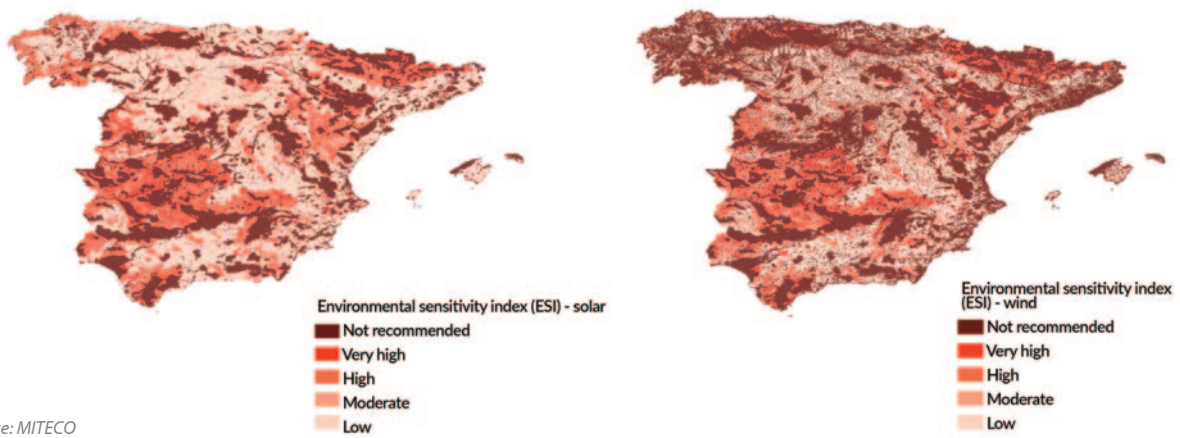 Environmental sensitivity index (ESI) - solar
Not recommended
Very high
High
Moderate
Low
Environmental sensitivity index
(ESI) - wind
Not recommended
Very high
High
Moderate
Low
MITECO